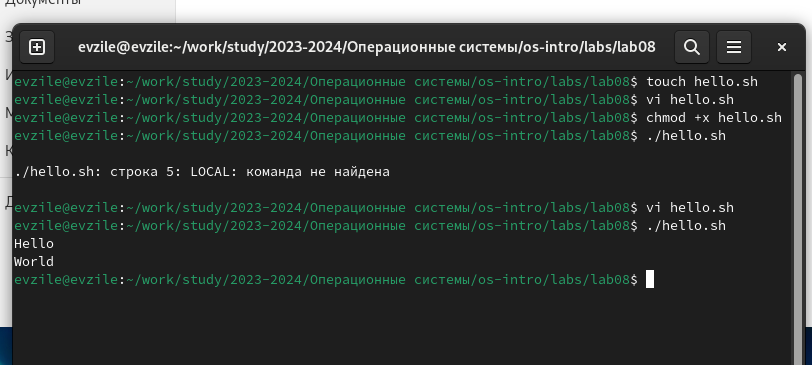 Документы
evzile@evzile:~/work/study/2023-2024/Операционные системы/os-intro/labs/lab08
evzile@evzile:~/work/study/2023-2024/Операционные системы/os-intro/labs/lab08$ touch hello.sh
evzile@evzile:~/work/study/2023-2024/Операционные системы/os-intro/labs/lab08$ vi hello.sh
evzile@evzile:~/work/study/2023-2024/Операционные системы/os-intro/labs/lab08$ chmod +x hello.sh
evzile@evzile:~/work/study/2023-2024/Операционные системы/os-intro/labs/lab08$ ./hello.sh
./hello.sh: строка 5: LOCAL: команда не найдена
evzile@evzile:~/work/study/2023-2024/Операционные системы/os-intro/labs/lab08$ vi hello.sh
evzile@evzile:~/work/study/2023-2024/Операционные системы/os-intro/labs/lab08$ ./hello.sh
Hello
World
evzile@evzile:~/work/study/2023-2024/Операционные системы/os-intro/labs/lab08$